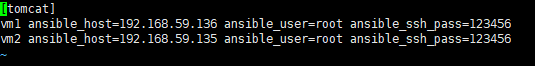 [tomcat]
vm1 ansible_host=192.168.59.136 ansible_user=root ansible_ssh_pass=123456
vm2 ansible_host=192.168.59.135 ansible_user=root ansible_ssh_pass=123456
~